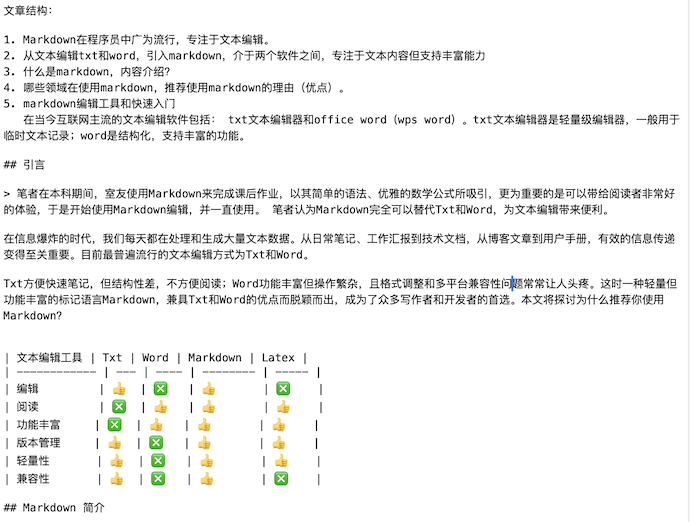 文章结构：
1. Markdown在程序员中广为流行，专注于文本编辑。
2. 从文本编辑txt和word，引入markdown，介于两个软件之间，专注于文本内容但支持丰富能力
3. 什么是markdown，内容介绍？
4. 哪些领域在使用markdown，推荐使用markdown的理由（优点）。
5. markdown编辑工具和快速入门
在当今互联网主流的文本编辑软件包括： txt文本编辑器和office word（wps word）。txt文本编辑器是轻量级编辑器，一般用于
临时文本记录；word是结构化，支持丰富的功能。
## 引言
> 笔者在本科期间，室友使用Markdown来完成课后作业，以其简单的语法、优雅的数学公式所吸引，更为重要的是可以带给阅读者非常好
的体验，于是开始使用Markdown编辑，并一直使用。 笔者认为Markdown完全可以替代Txt和Word，为文本编辑带来便利。
在信息爆炸的时代，我们每天都在处理和生成大量文本数据。从日常笔记、工作汇报到技术文档，从博客文章到用户手册，有效的信息传递
变得至关重要。目前最普遍流行的文本编辑方式为Txt和Word。
Txt方便快速笔记，但结构性差，不方便阅读；Word功能丰富但操作繁杂，且格式调整和多平台兼容性问题常常让人头疼。这时一种轻量但
功能丰富的标记语言Markdown，兼具Txt和Word的优点而脱颖而出，成为了众多写作者和开发者的首选。本文将探讨为什么推荐你使用
Markdown？
| 文本编辑工具 | Txt | Word | Markdown | Latex |
| ------------ | --- | ---- | -------- | ----- |
| 编辑 | 👍 | ❎ | 👍 | ❎ |
| 阅读 | ❎ | 👍 | 👍 | 👍 |
| 功能丰富 | ❎ | 👍 | 👍 | 👍 |
| 版本管理 | 👍 | ❎ | 👍 | 👍 |
| 轻量性 | 👍 | ❎ | 👍 | 👍 |
| 兼容性 | 👍 | ❎ | 👍 | ❎ |
## Markdown 简介